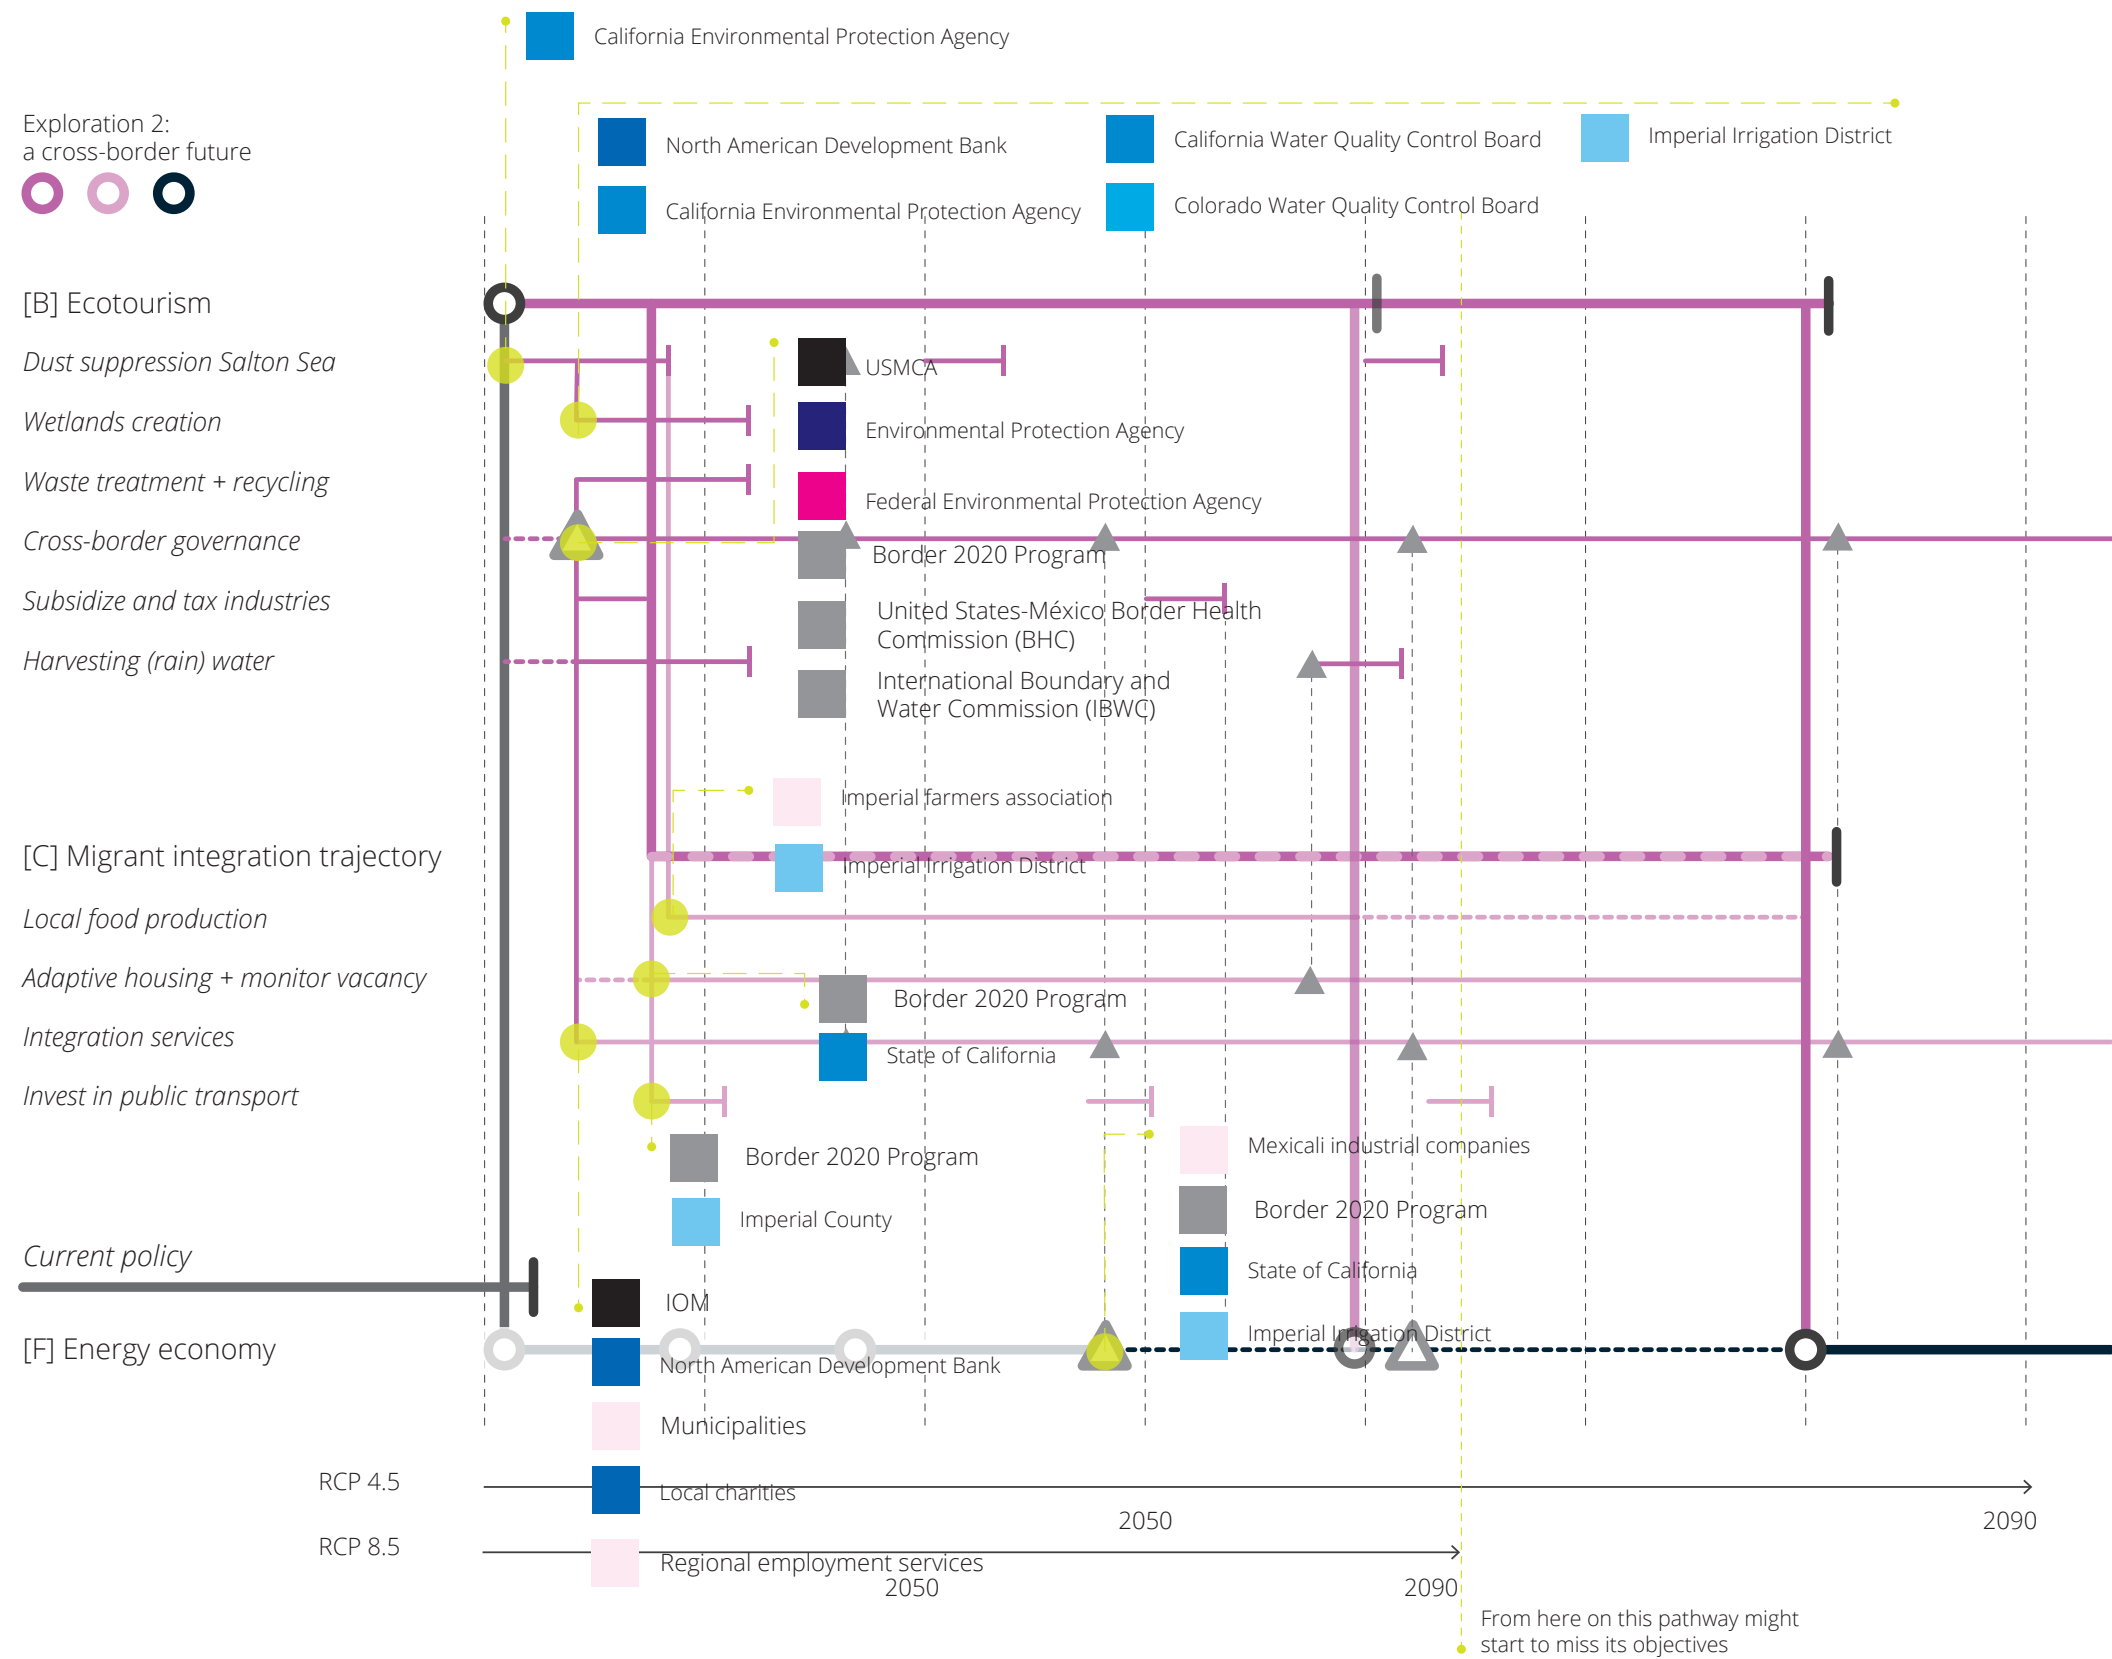 California Environmental Protection Agency
Exploration 2:
a cross-border future
North American Development Bank
California Water Quality Control Board
Imperial Irrigation District
California Environmental Protection Agency
Colorado Water Quality Control Board
[B] Ecotourism
Dust suppression Salton Sea
USMCA
Wetlands creation
Environmental Protection Agency
Waste treatment + recycling
Federal Environmental Protection Agency
Cross-border governance
Border 2020 Program
Subsidize and tax industries
United States-México Border Health
Commission (BHC)
Harvesting (rain) water
International Boundary and
Water Commission (IBWC)
Imperial farmers association
[C] Migrant integration trajectory
Imperial Irrigation District
Local food production
Adaptive housing + monitor vacancy
Border 2020 Program
Integration services
State of California
Invest in public transport
Border 2020 Program
Mexicali industrial companies
Imperial County
Border 2020 Program
Current policy
State of California
IOM
[F] Energy economy
Imperial Irrigation District
North American Development Bank
Municipalities
RCP 4.5
Local charities
2050
2090
RCP 8.5
Regional employment services
2050
2090
From here on this pathway might
start to miss its objectives